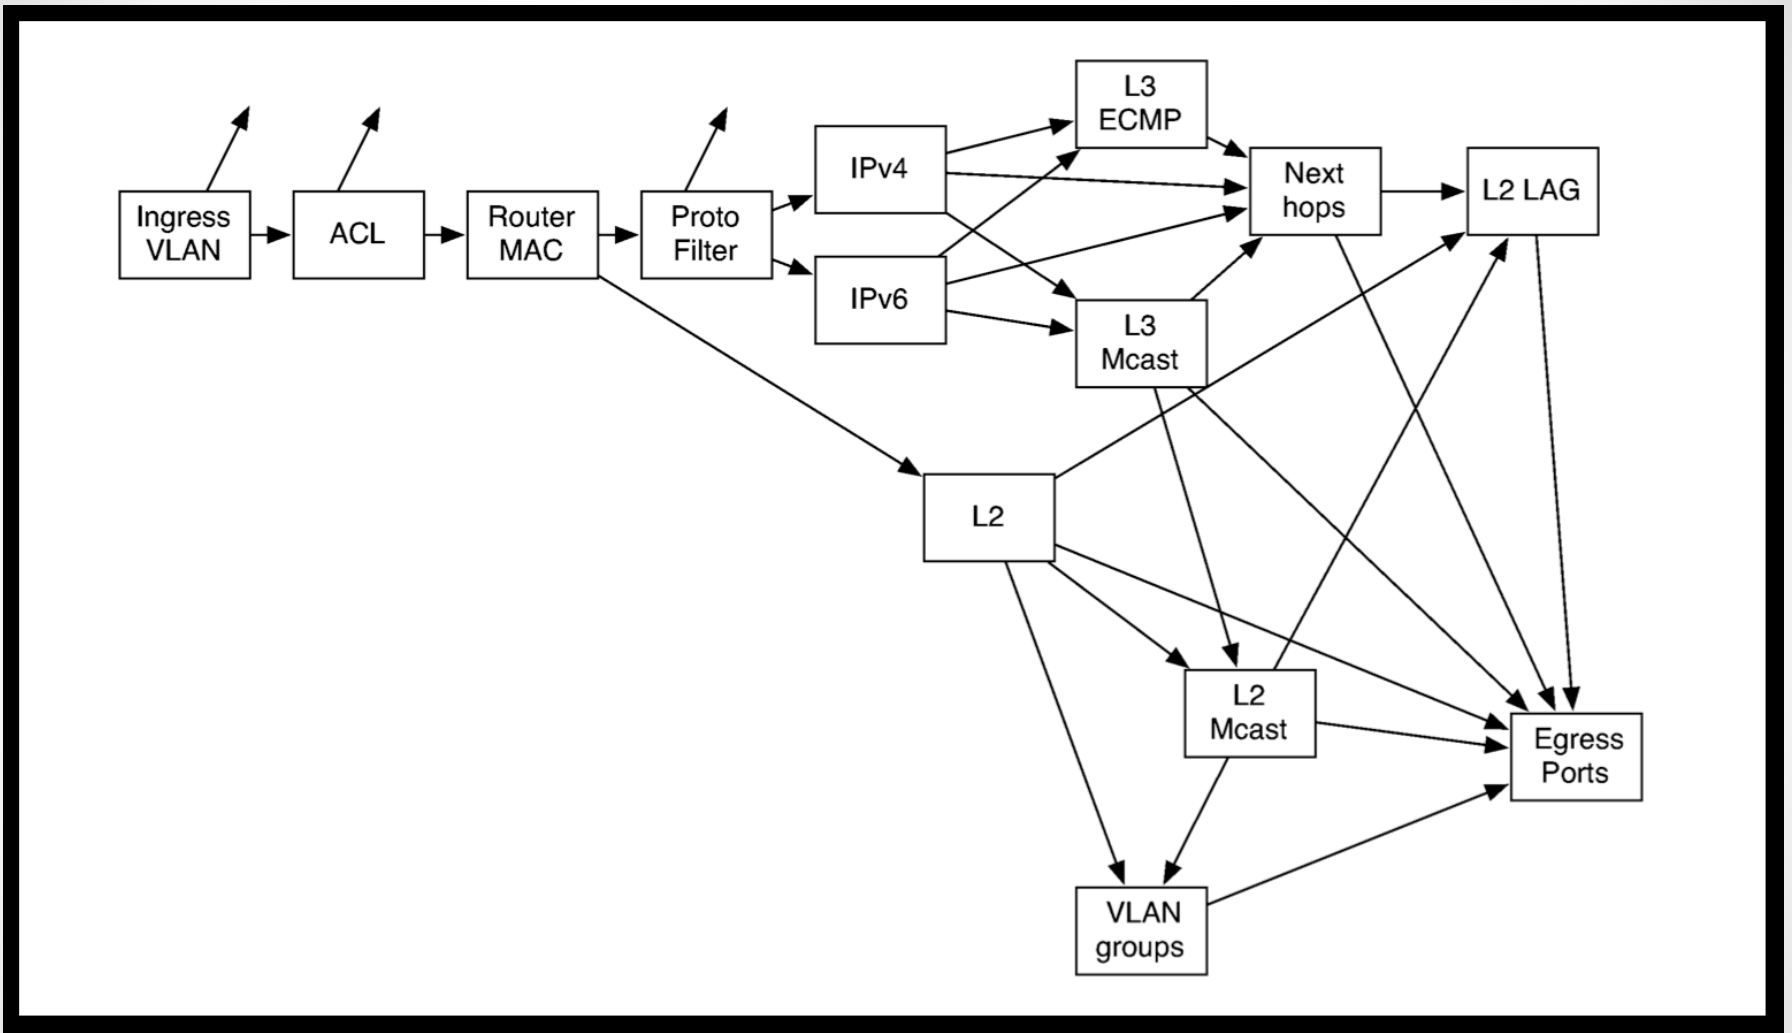 Ingress
VLAN
ACL
Router
MAC
Proto
Filter
IPv4
IPv6
L3
ECMP
L3
Mcast
Next
hops
L2 LAG
L2
L2
Mcast
VLAN
groups
Egress
Ports